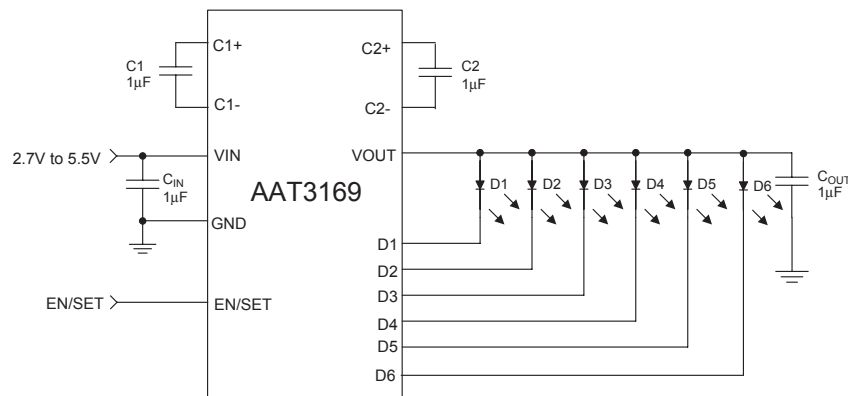 C1+
C1
1µF
C1-
C2+
C2
1µF
C2-
2.7V to 5.5V
VIN
VOUT
CIN
1µF
AAT3169
D1
D2
D3
D4
D5
D6
COUT
1µF
GND
D1
D2
EN/SET
EN/SET
D3
D4
D5
D6